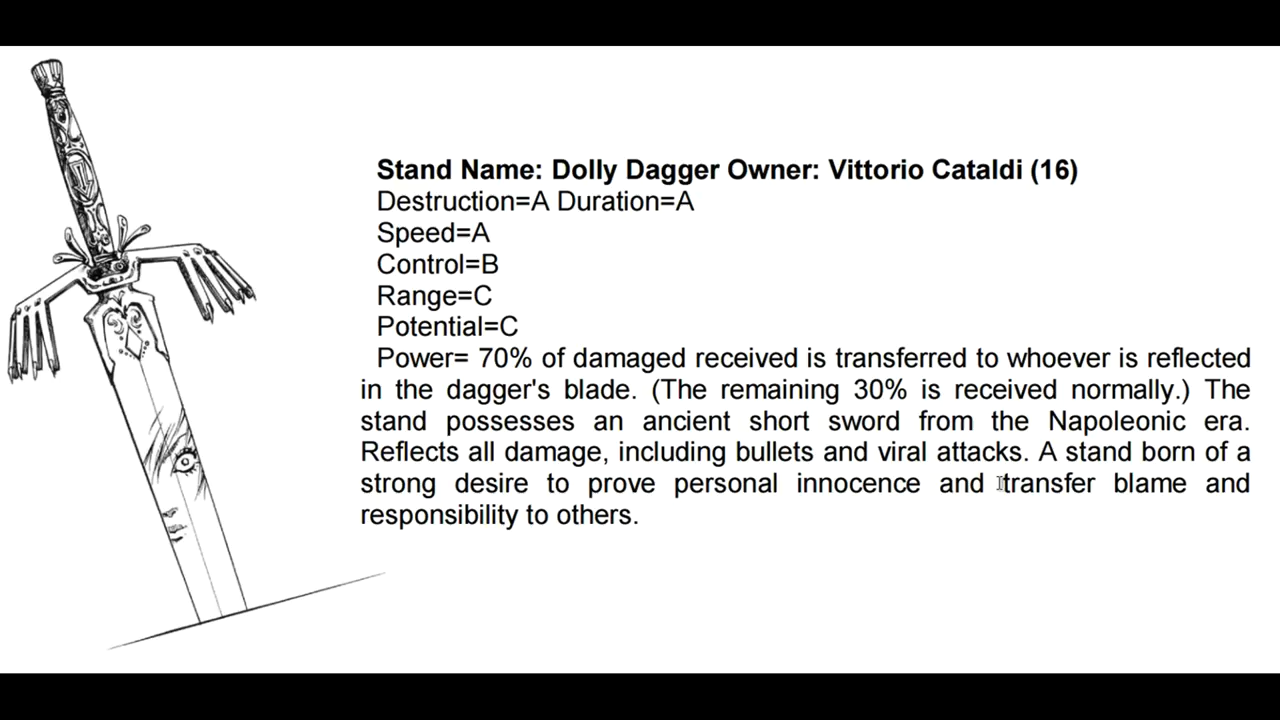 Stand Name: Dolly Dagger Owner: Vittorio Cataldi (16)
Destruction=A Duration=A
Speed=A
Control=B
Range=C
Potential=C
Power= 70% of damaged received is transferred to whoever is reflected
in the dagger's blade. (The remaining 30% is received normally.) The
stand possesses an ancient short sword from the Napoleonic era.
Reflects all damage, including bullets and viral attacks. A stand born of a
strong desire to prove personal innocence and transfer blame and
responsibility to others.